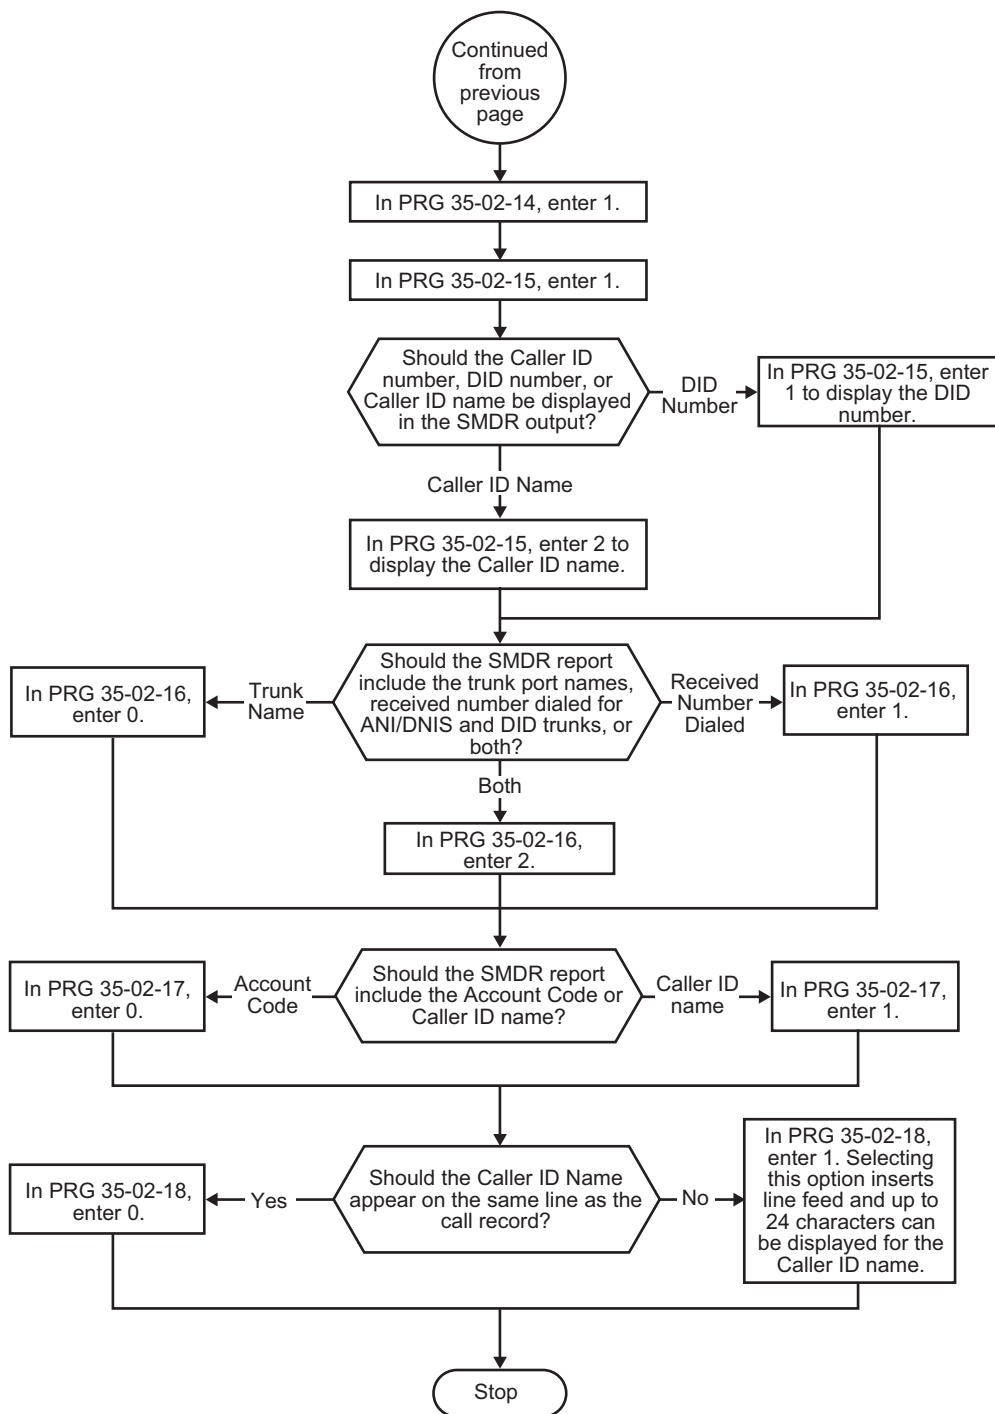 Continued
from
previous
page
In PRG 35-02-14, enter 1.
In PRG 35-02-15, enter 1.
Should the Caller ID
number, DID number, or
Caller ID name be displayed
in the SMDR output?
DID
Number
In PRG 35-02-15, enter
1 to display the DID
number.
Caller ID Name
In PRG 35-02-15, enter 2 to
display the Caller ID name.
In PRG 35-02-16,
enter 0.
Trunk
Name
Should the SMDR report
include the trunk port names,
received number dialed for
ANI/DNIS and DID trunks, or
both?
Received
Number
Dialed
In PRG 35-02-16,
enter 1.
Both
In PRG 35-02-16,
enter 2.
In PRG 35-02-17,
enter 0.
Account
Code
Should the SMDR report
include the Account Code or
Caller ID name?
Caller ID
name
In PRG 35-02-17,
enter 1.
In PRG 35-02-18,
enter 0.
Yes
Should the Caller ID Name
appear on the same line as the
call record?
No
In PRG 35-02-18,
enter 1. Selecting
this option inserts
line feed and up to
24 characters can
be displayed for the
Caller ID name.
Stop